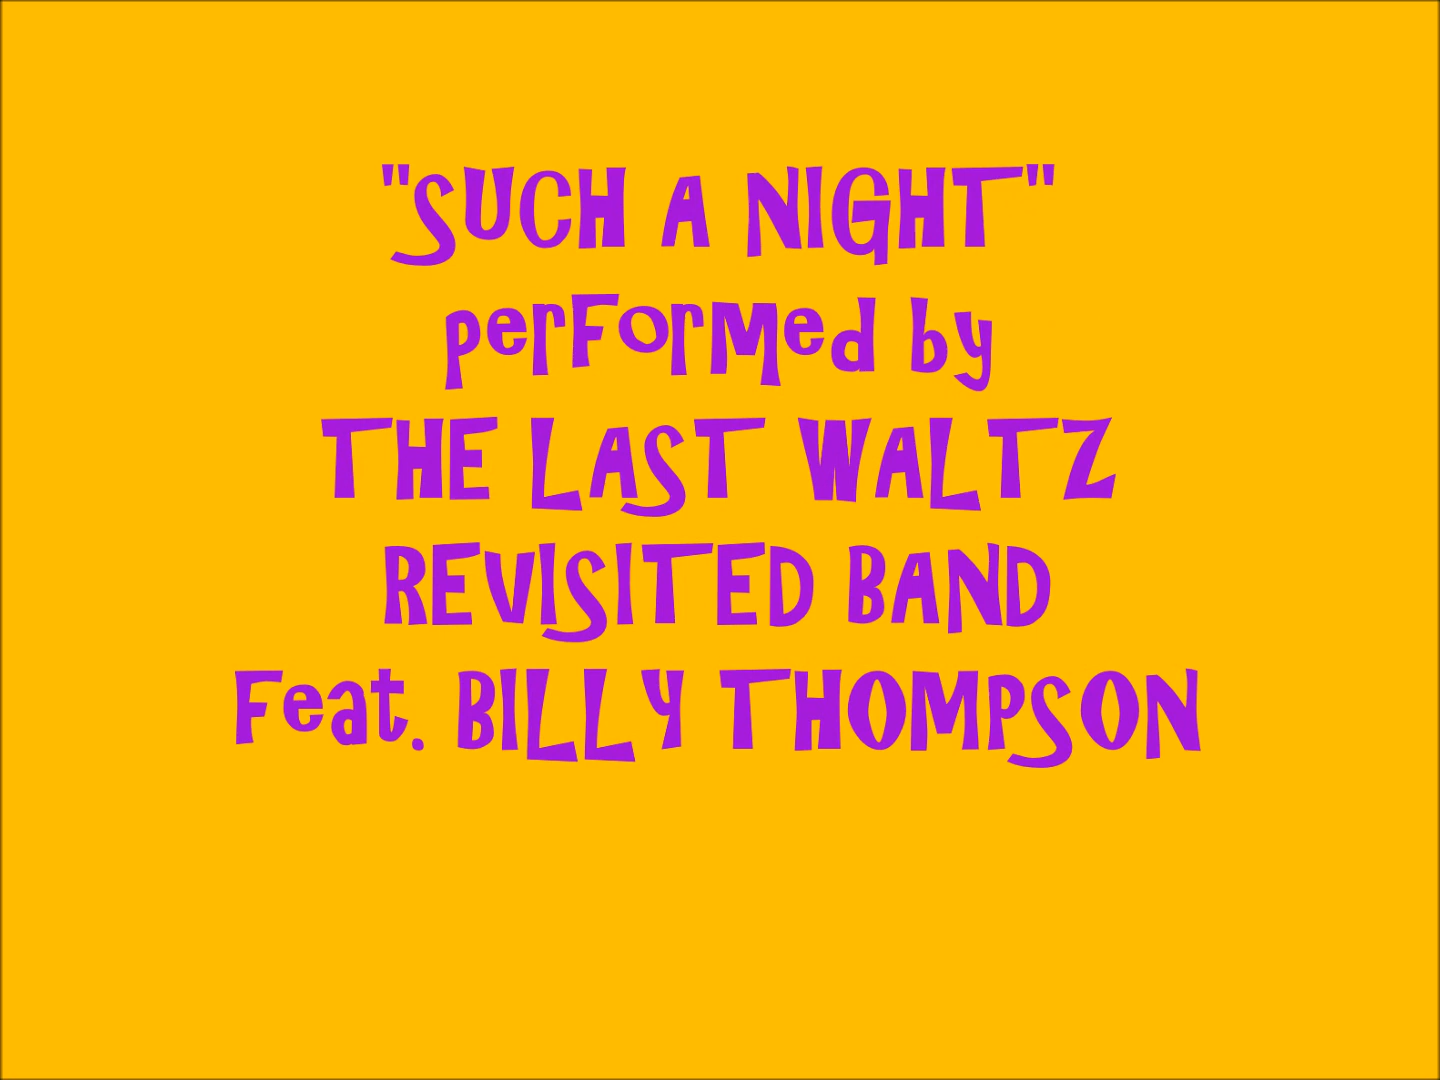 "SUCH A NIGHT"
performed by
THE LAST WALTZ
REVISITED BAND
Feat. BILLY THOMPSON